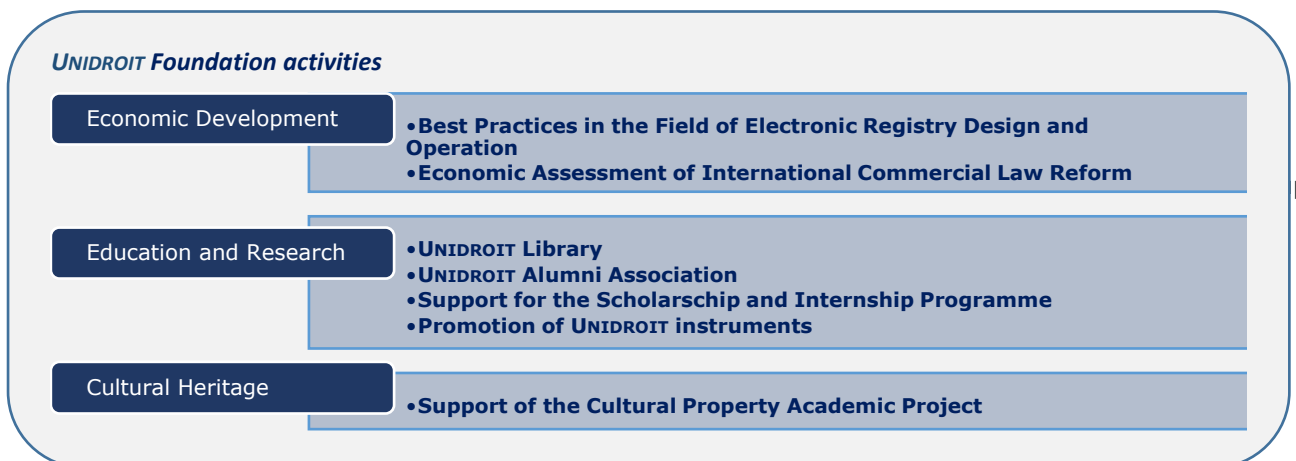 UNIDROIT Foundation activities
Economic Development
•Best Practices in the Field of Electronic Registry Design and
Operation
•Economic Assessment of International Commercial Law Reform
Education and Research
•UNIDROIT Library
•UNIDROIT Alumni Association
•Support for the Scholarschip and Internship Programme
•Promotion of UNIDROIT instruments
Cultural Heritage
•Support of the Cultural Property Academic Project